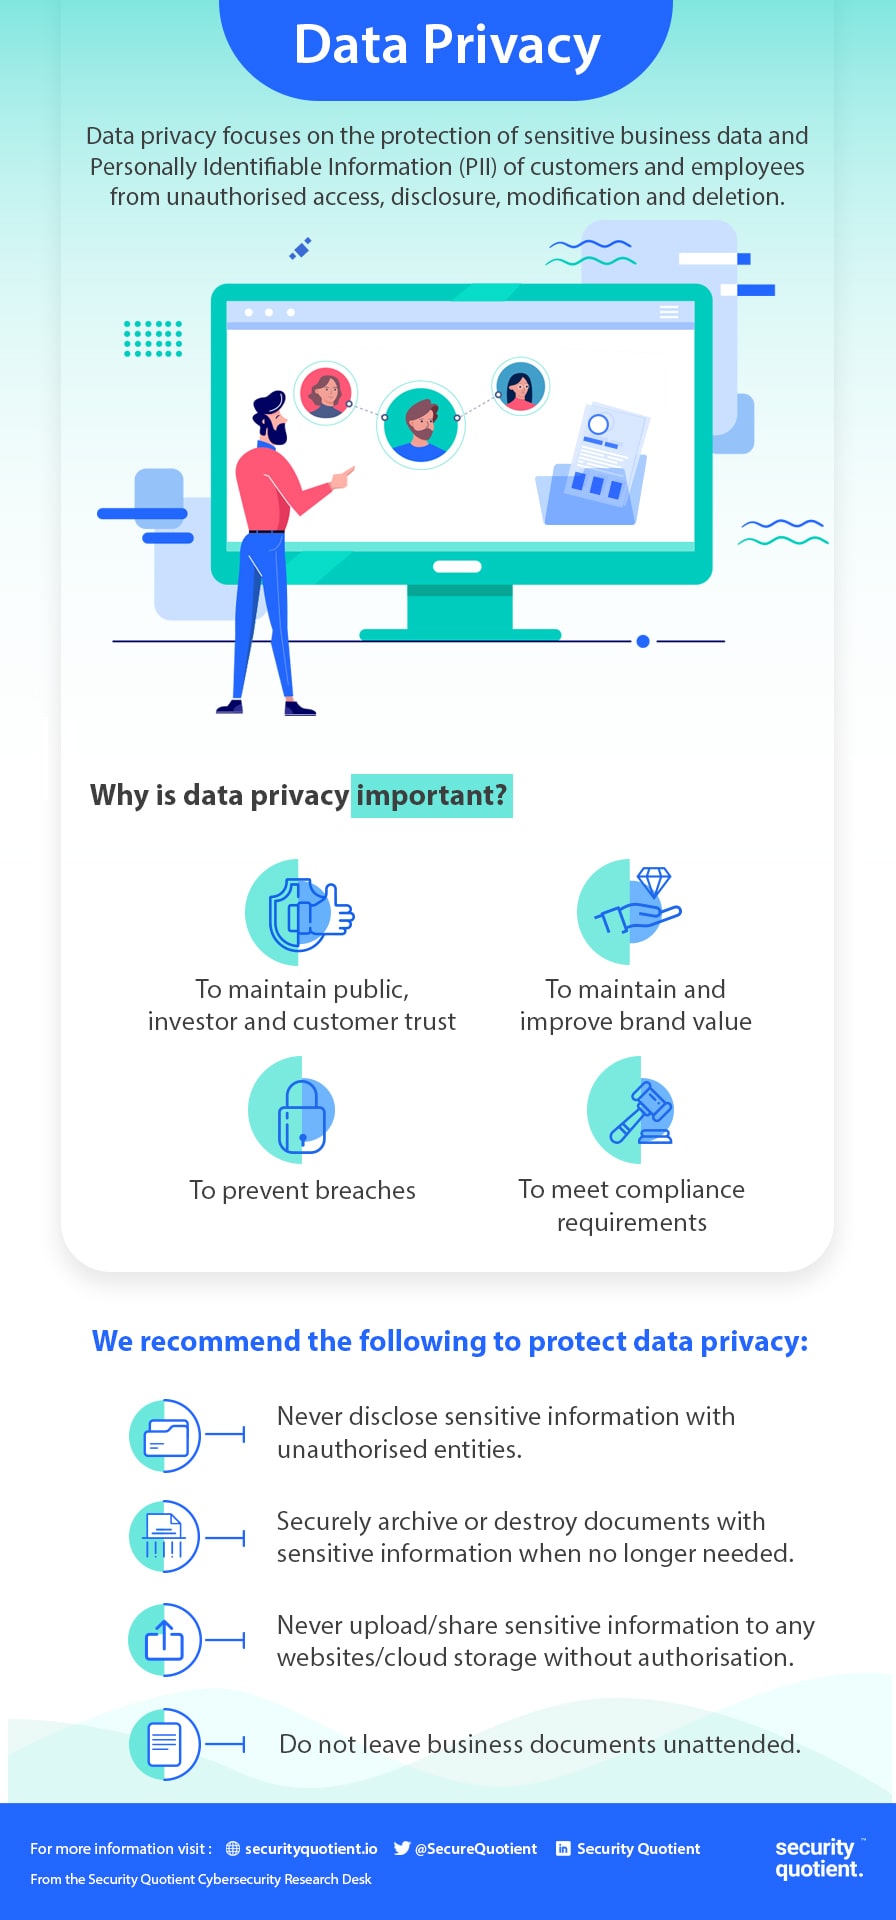 Data Privacy
Data privacy focuses on the protection of sensitive business data and
Personally Identifiable Information (PII) of customers and employees
from unauthorised access, disclosure, modification and deletion.
Why is data privacy important?
To maintain public,
investor and customer trust
To maintain and
improve brand value
To prevent breaches
To meet compliance
requirements
We recommend the following to protect data privacy:
Never disclose sensitive information with
unauthorised entities.
Securely archive or destroy documents with
sensitive information when no longer needed.
Never upload/share sensitive information to any
websites/cloud storage without authorisation.
Do not leave business documents unattended.
For more information visit : securityquotient.io @SecureQuotient in Security Quotient
From the Security Quotient Cybersecurity Research Desk
security ™
quotient.